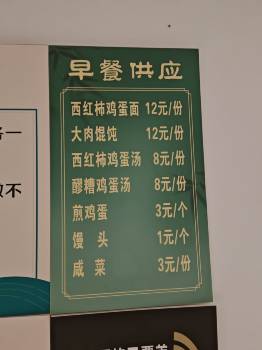 早餐供应
西红柿鸡蛋面 12元/份
大肉馄饨 12元/份
西红柿鸡蛋汤 8元/份
醪糟鸡蛋汤 8元/份
煎鸡蛋 3元/个
馒头 1元/个
咸菜 3元/份
一
不